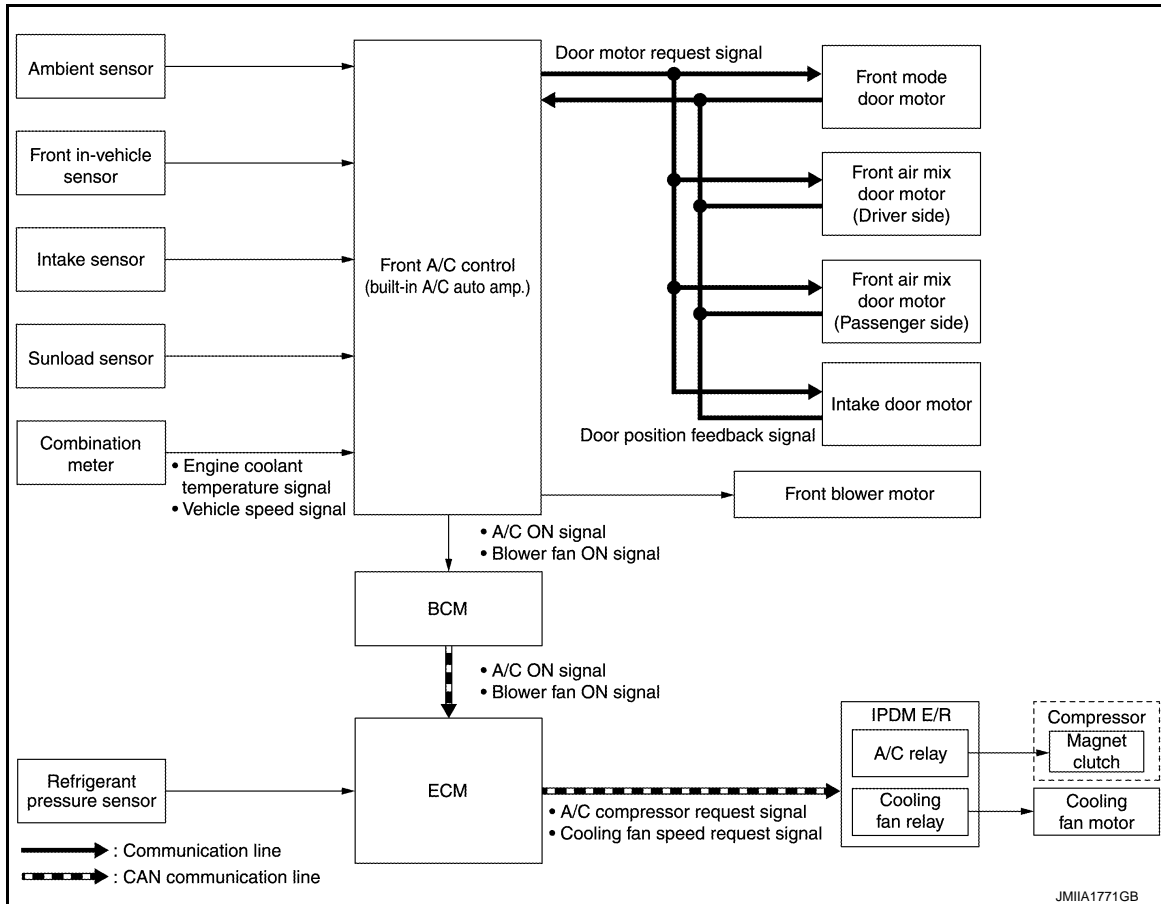 Ambient sensor
Front in-vehicle
sensor
Intake sensor
Sunload sensor
Combination
meter
• Engine coolant
temperature signal
• Vehicle speed signal
Front A/C control
(built-in A/C auto amp.)
Door motor request signal
Front mode
door motor
Front air mix
door motor
(Driver side)
Front air mix
door motor
(Passenger side)
Intake door motor
Door position feedback signal
Front blower motor
• A/C ON signal
• Blower fan ON signal
BCM
• A/C ON signal
• Blower fan ON signal
Refrigerant
pressure sensor
ECM
• A/C compressor request signal
• Cooling fan speed request signal
IPDM E/R
A/C relay
Cooling
fan relay
Compressor
Magnet
clutch
Cooling
fan motor
: Communication line
: CAN communication line
JMIIA1771GB